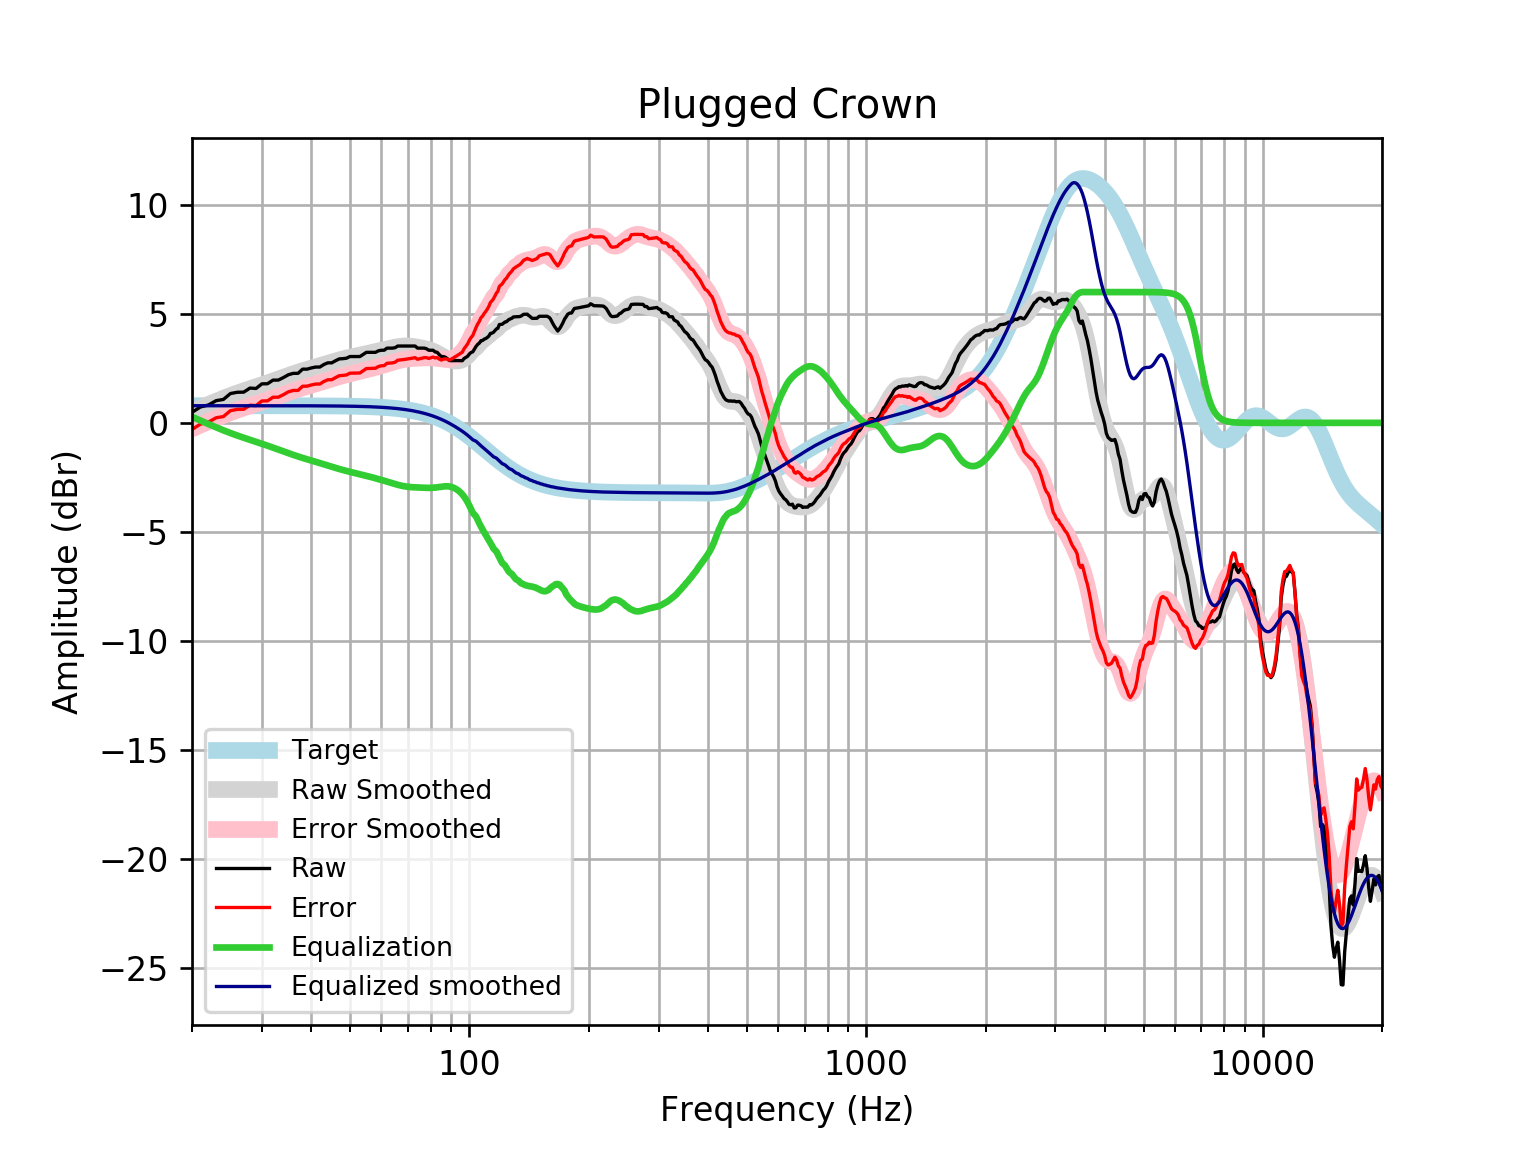 Plugged Crown
10
5
0
−5
−10
−15
−20
−25
Amplitude (dBr)
Target
Raw Smoothed
Error Smoothed
Raw
Error
Equalization
Equalized smoothed
100
1000
10000
Frequency (Hz)